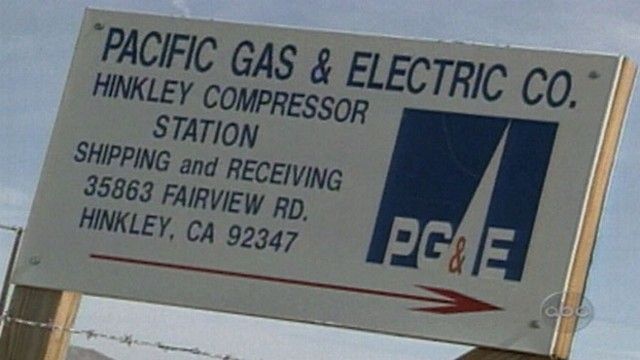 PACIFIC GAS & ELECTRIC CO.
HINKLEY COMPRESSOR
STATION
SHIPPING and RECEIVING
35863 FAIRVIEW RD.
HINKLEY, CA 92347
PG&E
abc